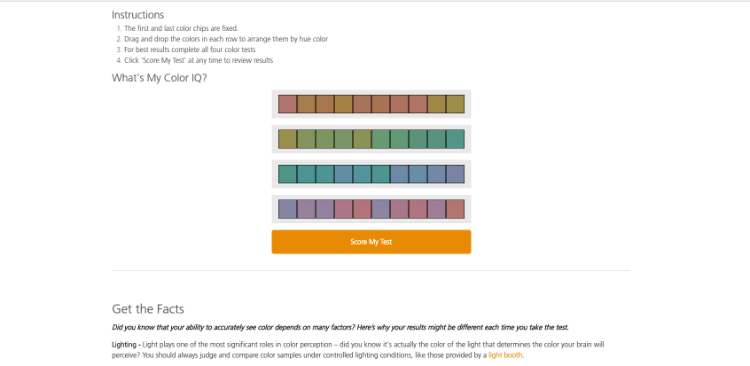 Instructions
1. The first and last color chips are fixed.
2. Drag and drop the colors in each row to arrange them by hue color
3. For best results complete all four color tests
4. Click 'Score My Test' at any time to review results
What's My Color IQ?
Score My Test
Get the Facts
Did you know that your ability to accurately see color depends on many factors? Here's why your results might be different each time you take the test.
Lighting - Light plays one of the most significant roles in color perception – did you know it's actually the color of the light that determines the color your brain will
perceive? You should always judge and compare color samples under controlled lighting conditions, like those provided by a light booth.